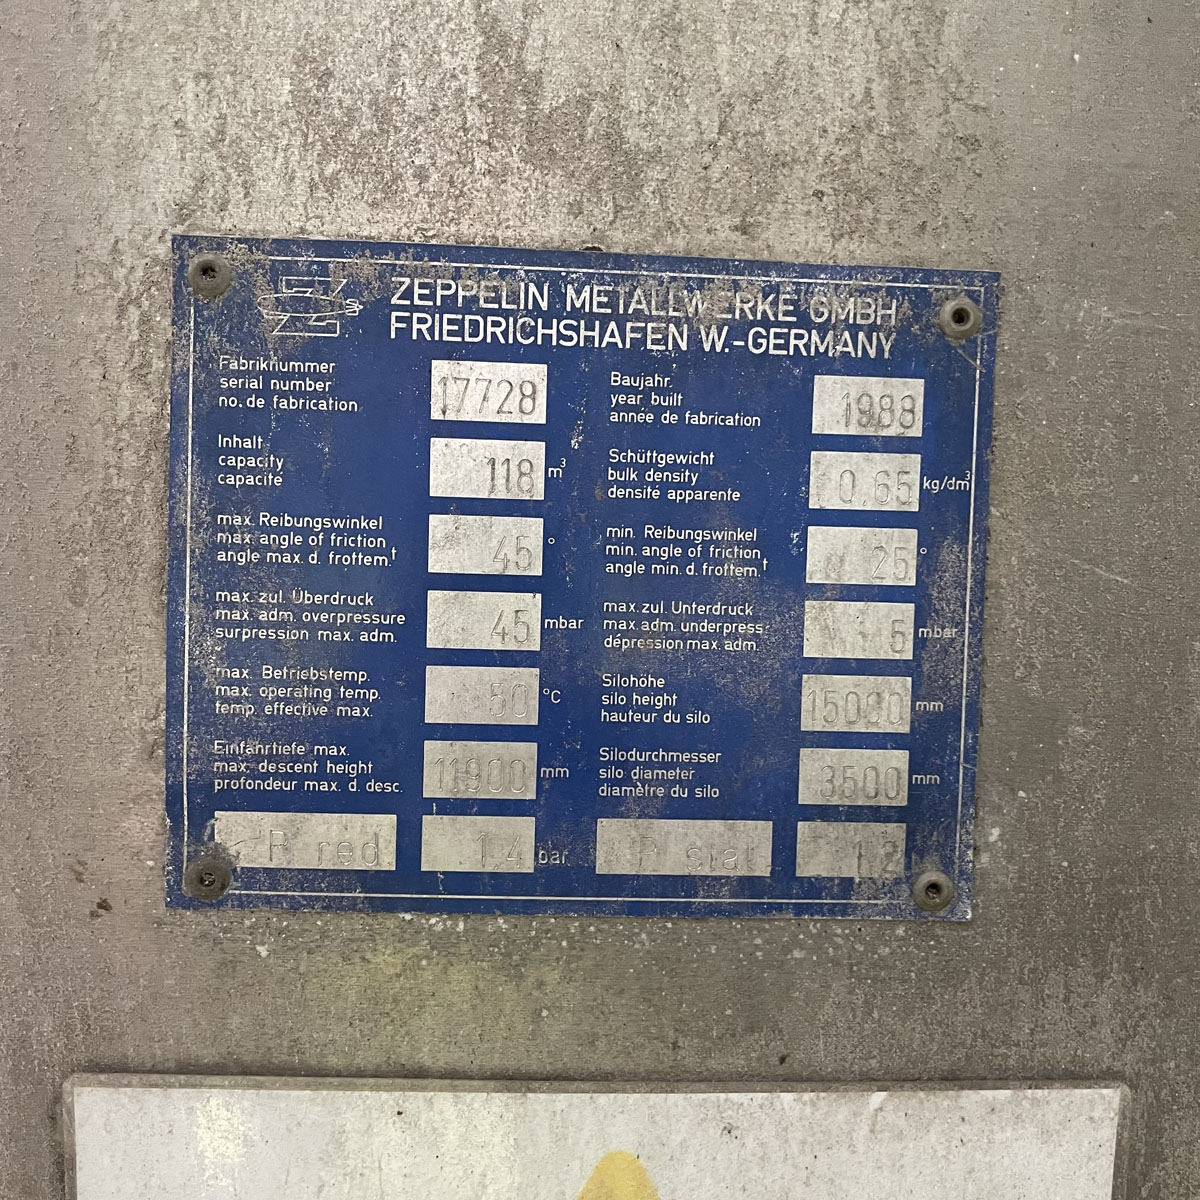 ZEPPELIN METALLWERKE GMBH
FRIEDRICHSHAFEN W.-GERMANY
Fabriknummer
serial number
no. de fabrication
17728
Baujahr.
year built
année de fabrication
1988
Inhalt
capacity
capacité
118 m³
Schüttgewicht
bulk density
densité apparente
0,65 kg/dm³
max. Reibungswinkel
max. angle of friction
angle max. d. frottem.t
45 °
min. Reibungswinkel
min. angle of friction
angle min. d. frottem.t
25 °
max. zul. Überdruck
max. adm. overpressure
surpression max. adm.
45 mbar
max. zul. Unterdruck
max. adm. underpress.
dépression max. adm.
5 mbar
max. Betriebstemp.
max. operating temp.
temp. effective max.
50 °C
Silohöhe
silo height
hauteur du silo
mm
Einfahrtiefe max.
max. descent height
profondeur max. d. desc.
11900 mm
Silodurchmesser
silo diameter
diamètre du silo
3500 mm
P red
1,4 bar
P stat.
1,2